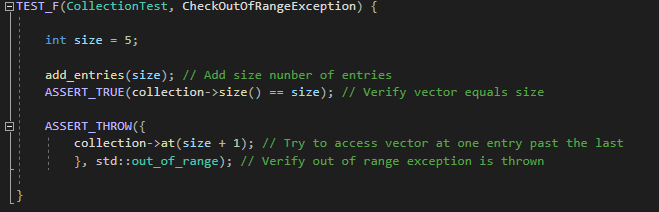 TEST_F(CollectionTest, CheckOutOfRangeException) {
int size = 5;
add_entries(size); // Add size nunber of entries
ASSERT_TRUE(collection->size() == size); // Verify vector equals size
ASSERT_THROW({
collection->at(size + 1); // Try to access vector at one entry past the last
}, std::out_of_range); // Verify out of range exception is thrown
}